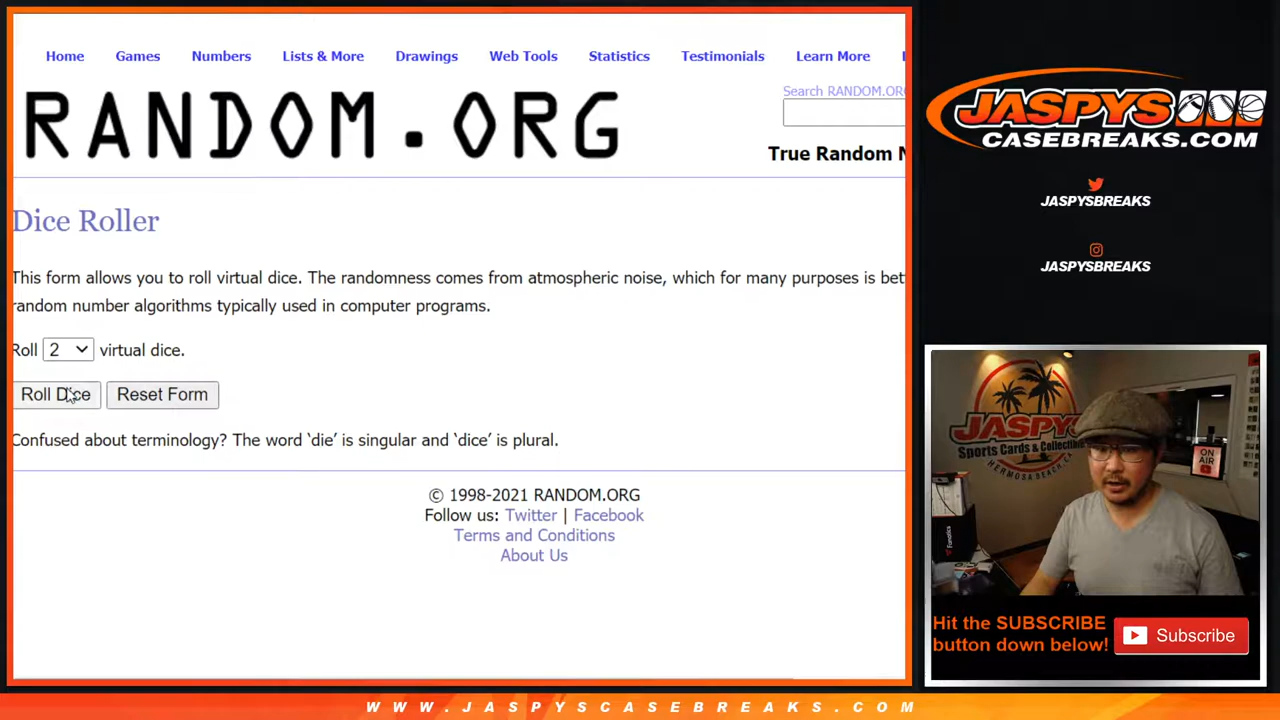 Home Games Numbers Lists & More Drawings Web Tools Statistics Testimonials Learn More
RANDOM.ORG
Search RANDOM.ORG
True Random N
Dice Roller
This form allows you to roll virtual dice. The randomness comes from atmospheric noise, which for many purposes is bet
random number algorithms typically used in computer programs.
Roll 2 virtual dice.
Roll Dice Reset Form
Confused about terminology? The word ‘die’ is singular and ‘dice’ is plural.
© 1998-2021 RANDOM.ORG
Follow us: Twitter | Facebook
Terms and Conditions
About Us
JASPYS
CASEBREAKS.COM
JASPYSBREAKS
JASPYSBREAKS
JASPYS
Sports Cards & Collectible
HERMOSA BEACH, CA
ON AIR
Fanatics
Hit the SUBSCRIBE
button down below!
Subscribe
WWW.JASPYSCASEBREAKS.COM